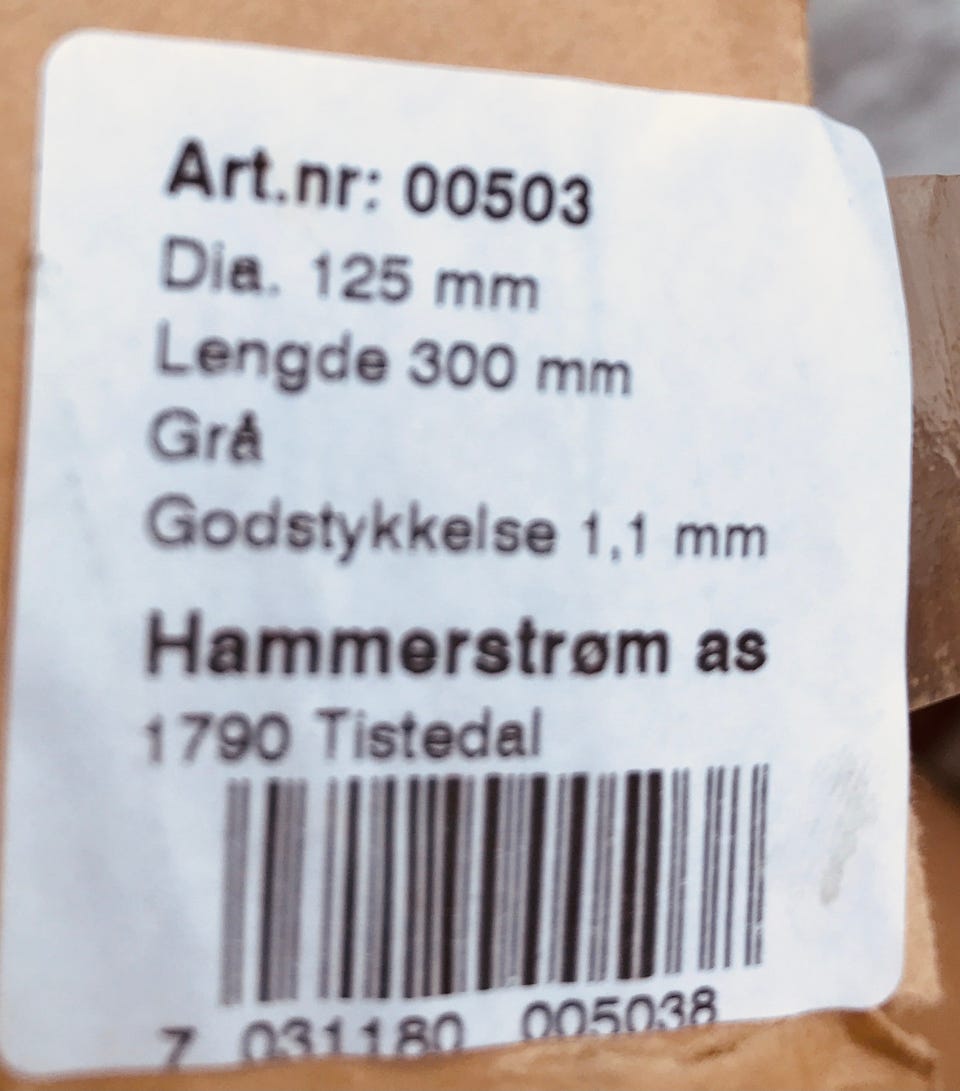 Art.nr: 00503
Dia. 125 mm
Lengde 300 mm
Grå
Godstykkelse 1,1 mm
Hammerstrøm as
1790 Tistedal
7 031180 005038